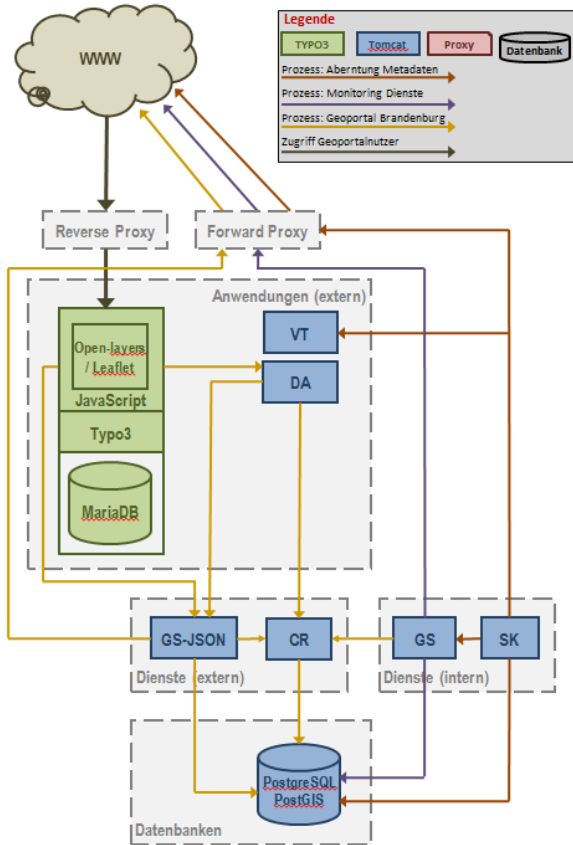 WWW
Legende
TYPO3
Tomcat
Proxy
Datenbank
Prozess: Aberntung Metadaten
Prozess: Monitoring Dienste
Prozess: Geoportal Brandenburg
Zugriff Geoportalnutzer
Reverse Proxy
Forward Proxy
Anwendungen (extern)
Open-layers
/ Leaflet
JavaScript
Typo3
MariaDB
VT
DA
GS-JSON
CR
Dienste (extern)
GS
SK
Dienste (intern)
PostgreSQL
PostGIS
Datenbanken